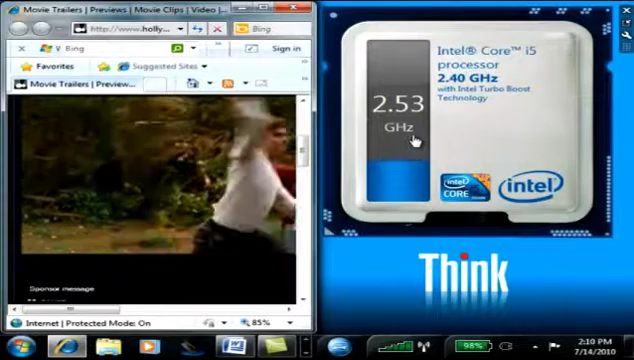 Movie Trailers | Previews | Movie Clips | Video |
http://www.holly
Bing
Bing
Sign in
Favorites
Suggested Sites
Movie Trailers | Preview...
Sponsor message
Internet | Protected Mode: On
85%
Intel® Core™ i5
processor
2.40 GHz
with Intel Turbo Boost
Technology
2.53
GHz
intel
CORE
intel
Think
98%
2:10 PM
7/14/2010